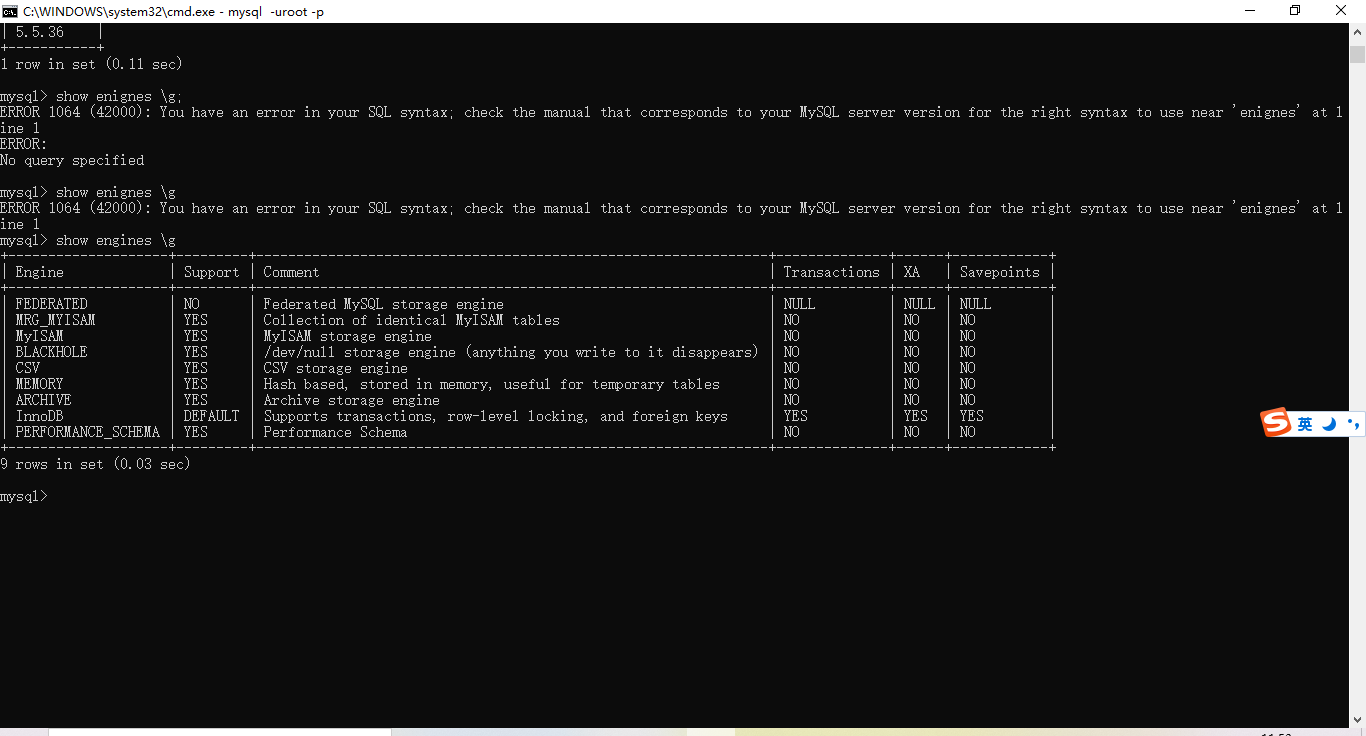 C:\WINDOWS\system32\cmd.exe - mysql  -uroot -p
| 5.5.36    |
+-----------+
1 row in set (0.11 sec)
mysql> show enignes \g;
ERROR 1064 (42000): You have an error in your SQL syntax; check the manual that corresponds to your MySQL server version for the right syntax to use near 'enignes' at l
ine 1
ERROR:
No query specified
mysql> show enignes \g
ERROR 1064 (42000): You have an error in your SQL syntax; check the manual that corresponds to your MySQL server version for the right syntax to use near 'enignes' at l
ine 1
mysql> show engines \g
+--------------------+---------+----------------------------------------------------------------+--------------+------+------------+
| Engine             | Support | Comment                                                        | Transactions | XA   | Savepoints |
+--------------------+---------+----------------------------------------------------------------+--------------+------+------------+
| FEDERATED          | NO      | Federated MySQL storage engine                                 | NULL         | NULL | NULL       |
| MRG_MYISAM         | YES     | Collection of identical MyISAM tables                          | NO           | NO   | NO         |
| MyISAM             | YES     | MyISAM storage engine                                          | NO           | NO   | NO         |
| BLACKHOLE          | YES     | /dev/null storage engine (anything you write to it disappears) | NO           | NO   | NO         |
| CSV                | YES     | CSV storage engine                                             | NO           | NO   | NO         |
| MEMORY             | YES     | Hash based, stored in memory, useful for temporary tables      | NO           | NO   | NO         |
| ARCHIVE            | YES     | Archive storage engine                                         | NO           | NO   | NO         |
| InnoDB             | DEFAULT | Supports transactions, row-level locking, and foreign keys     | YES          | YES  | YES        |
| PERFORMANCE_SCHEMA | YES     | Performance Schema                                             | NO           | NO   | NO         |
+--------------------+---------+----------------------------------------------------------------+--------------+------+------------+
9 rows in set (0.03 sec)
mysql>
英